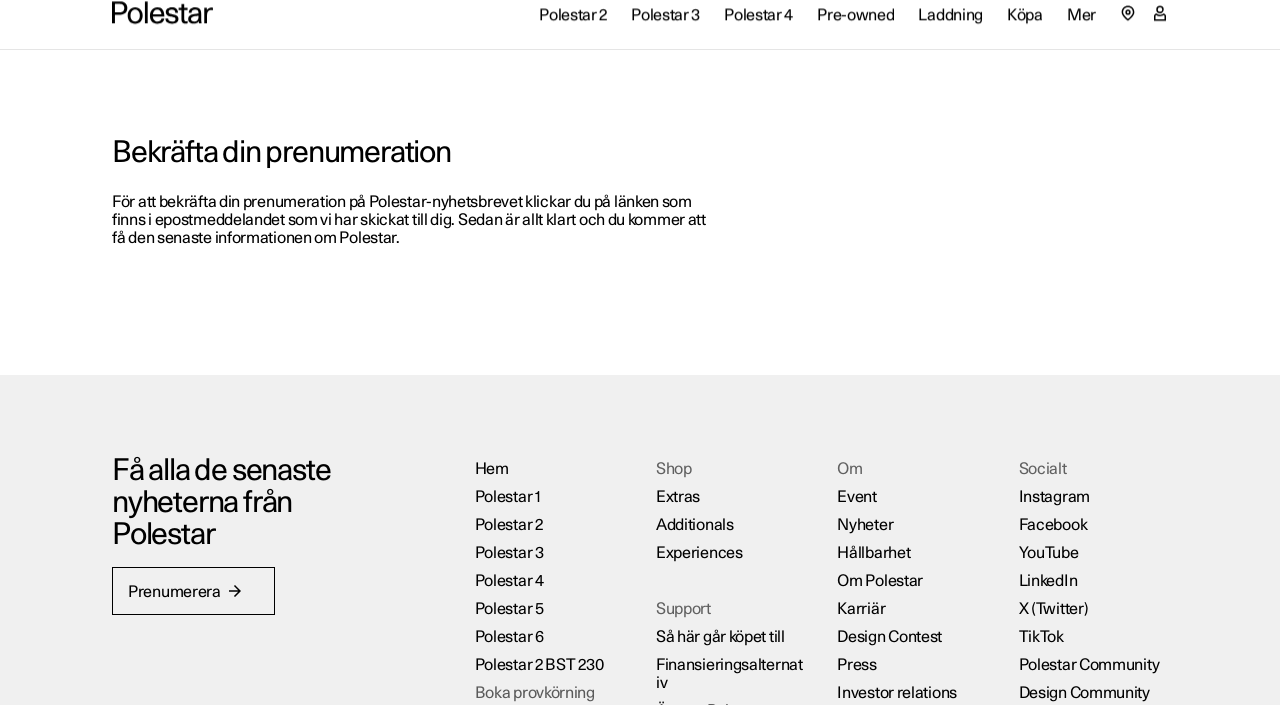 Polestar
Polestar 2 Polestar 3 Polestar 4 Pre-owned Laddning Köpa Mer
Bekräfta din prenumeration
För att bekräfta din prenumeration på Polestar-nyhetsbrevet klickar du på länken som
finns i epostmeddelandet som vi har skickat till dig. Sedan är allt klart och du kommer att
få den senaste informationen om Polestar.
Få alla de senaste
nyheterna från
Polestar
Prenumerera →
Hem
Polestar 1
Polestar 2
Polestar 3
Polestar 4
Polestar 5
Polestar 6
Polestar 2 BST 230
Boka provkörning
Shop
Extras
Additionals
Experiences
Support
Så här går köpet till
Finansieringsalternat
iv
Om
Event
Nyheter
Hållbarhet
Om Polestar
Karriär
Design Contest
Press
Investor relations
Socialt
Instagram
Facebook
YouTube
LinkedIn
X (Twitter)
TikTok
Polestar Community
Design Community